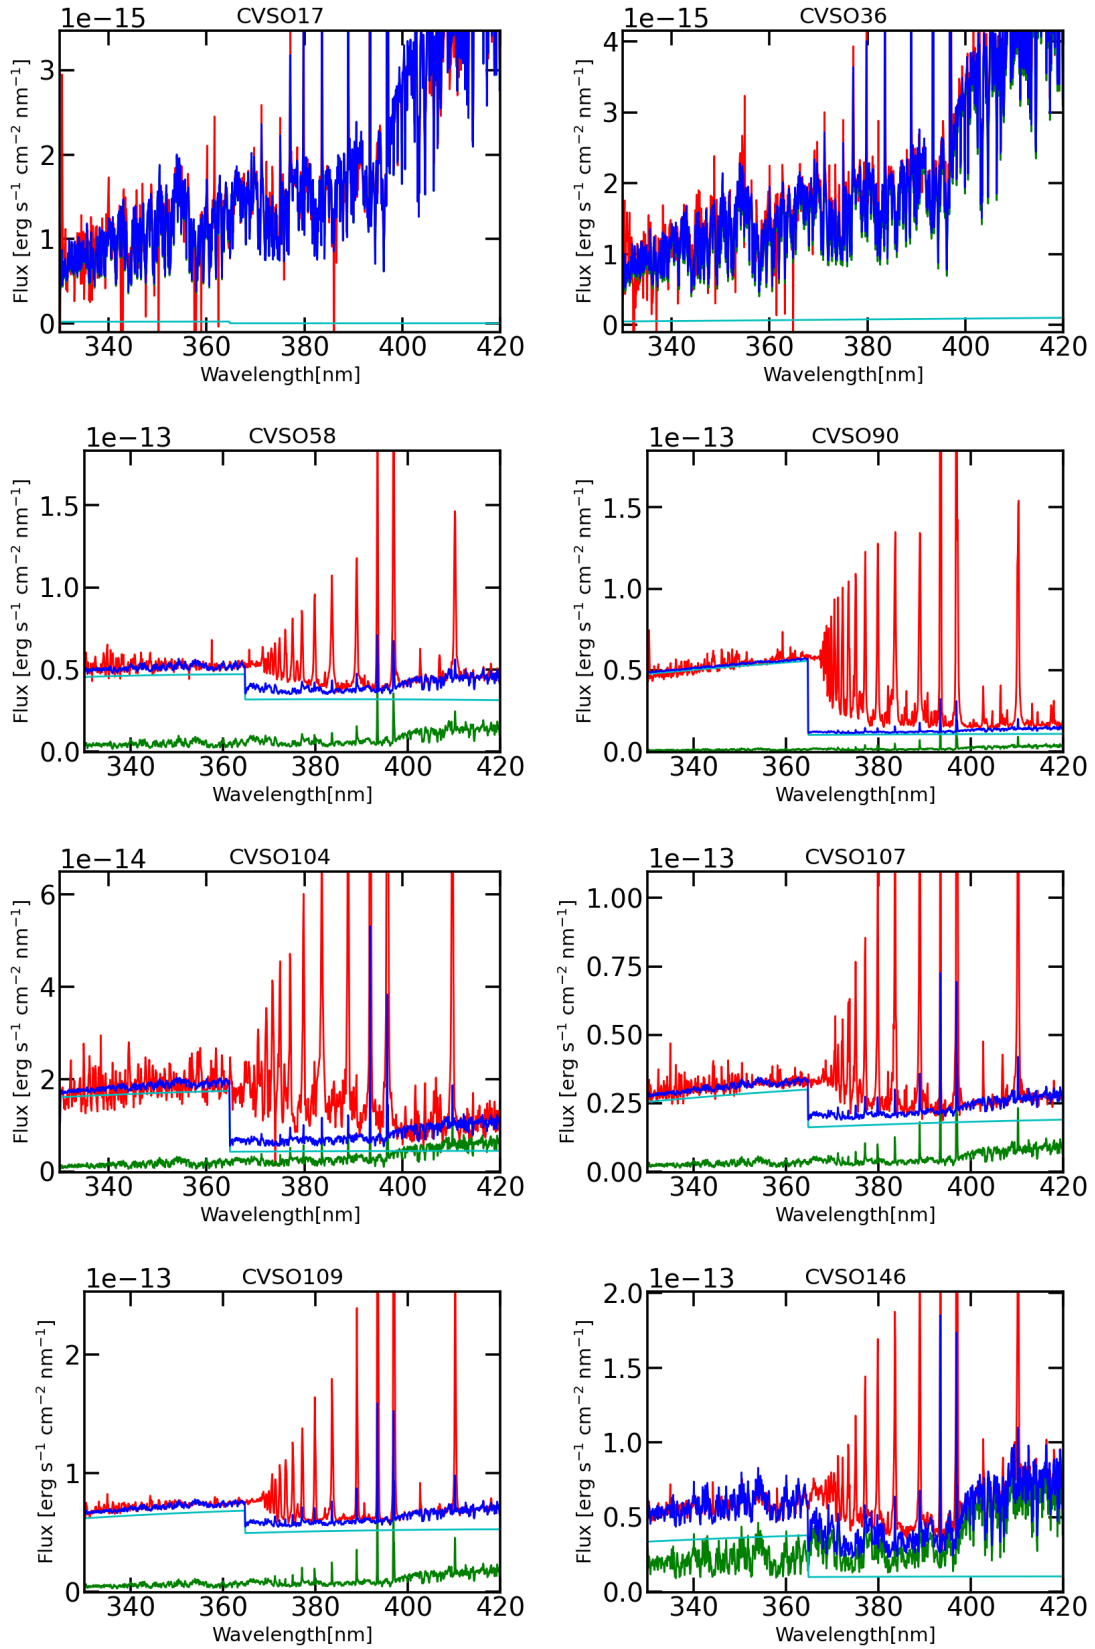 1e−15 CVSO17
Flux [erg s⁻¹ cm⁻² nm⁻¹]
3
2
1
0
340 360 380 400 420
Wavelength[nm]
1e−15 CVSO36
Flux [erg s⁻¹ cm⁻² nm⁻¹]
4
3
2
1
0
340 360 380 400 420
Wavelength[nm]
1e−13 CVSO58
Flux [erg s⁻¹ cm⁻² nm⁻¹]
1.5
1.0
0.5
0.0
340 360 380 400 420
Wavelength[nm]
1e−13 CVSO90
Flux [erg s⁻¹ cm⁻² nm⁻¹]
1.5
1.0
0.5
0.0
340 360 380 400 420
Wavelength[nm]
1e−14 CVSO104
Flux [erg s⁻¹ cm⁻² nm⁻¹]
6
4
2
0
340 360 380 400 420
Wavelength[nm]
1e−13 CVSO107
Flux [erg s⁻¹ cm⁻² nm⁻¹]
1.00
0.75
0.50
0.25
0.00
340 360 380 400 420
Wavelength[nm]
1e−13 CVSO109
Flux [erg s⁻¹ cm⁻² nm⁻¹]
2
1
0
340 360 380 400 420
Wavelength[nm]
1e−13 CVSO146
Flux [erg s⁻¹ cm⁻² nm⁻¹]
2.0
1.5
1.0
0.5
0.0
340 360 380 400 420
Wavelength[nm]